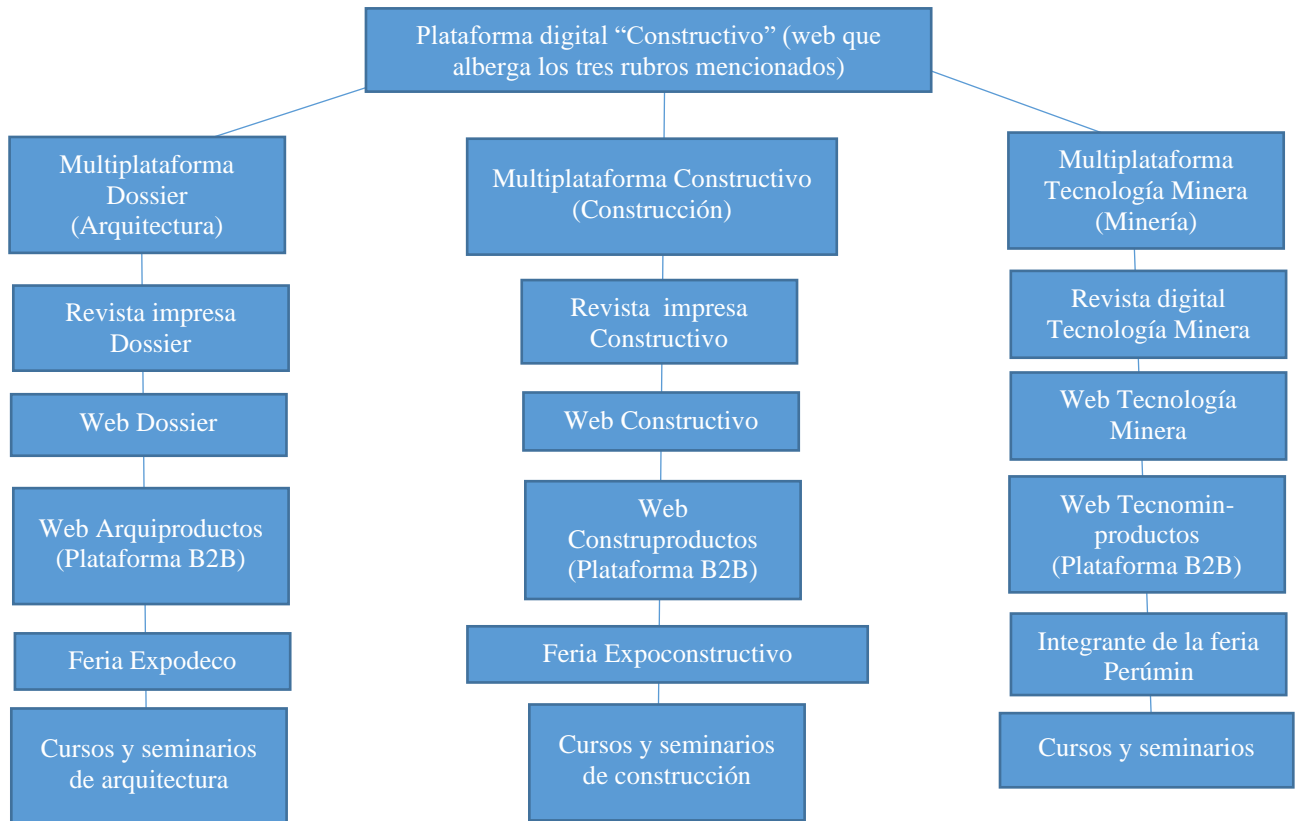 Plataforma digital “Constructivo” (web que
alberga los tres rubros mencionados)
Multiplataforma
Dossier
(Arquitectura)
Revista impresa
Dossier
Web Dossier
Web Arquiproductos
(Plataforma B2B)
Feria Expodeco
Cursos y seminarios
de arquitectura
Multiplataforma Constructivo
(Construcción)
Revista  impresa
Constructivo
Web Constructivo
Web
Construproductos
(Plataforma B2B)
Feria Expoconstructivo
Cursos y seminarios
de construcción
Multiplataforma
Tecnología Minera
(Minería)
Revista digital
Tecnología Minera
Web Tecnología
Minera
Web Tecnomin-
productos
(Plataforma B2B)
Integrante de la feria
Perúmin
Cursos y seminarios